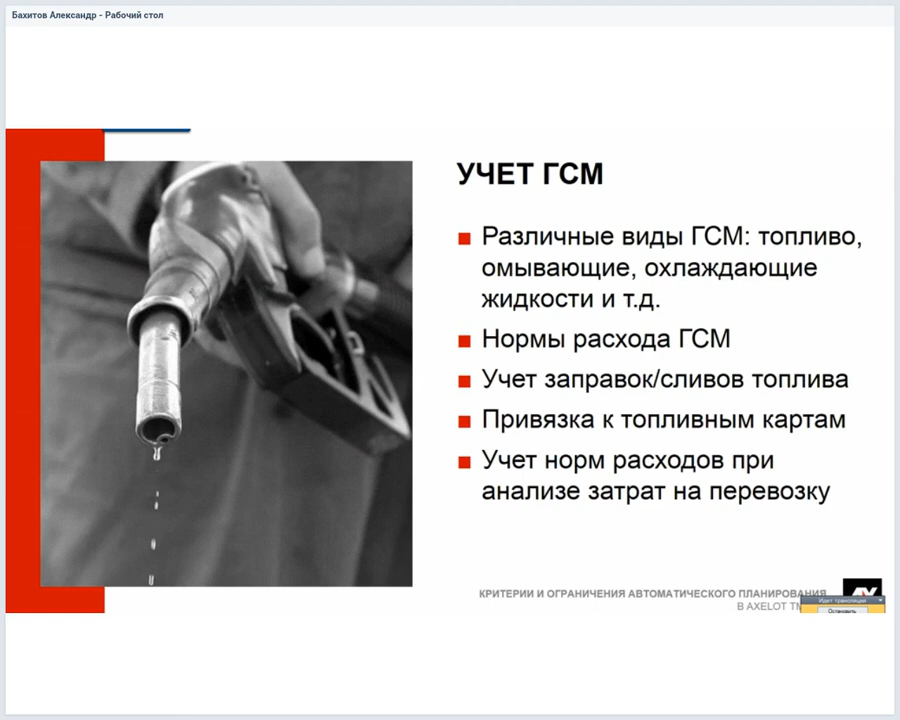 Бахитов Александр - Рабочий стол
УЧЕТ ГСМ
Различные виды ГСМ: топливо,
омывающие, охлаждающие
жидкости и т.д.
Нормы расхода ГСМ
Учет заправок/сливов топлива
Привязка к топливным картам
Учет норм расходов при
анализе затрат на перевозку
КРИТЕРИИ И ОГРАНИЧЕНИЯ АВТОМАТИЧЕСКОГО ПЛАНИРОВАНИЯ
В AXELOT
Идет трансляция
Остановить